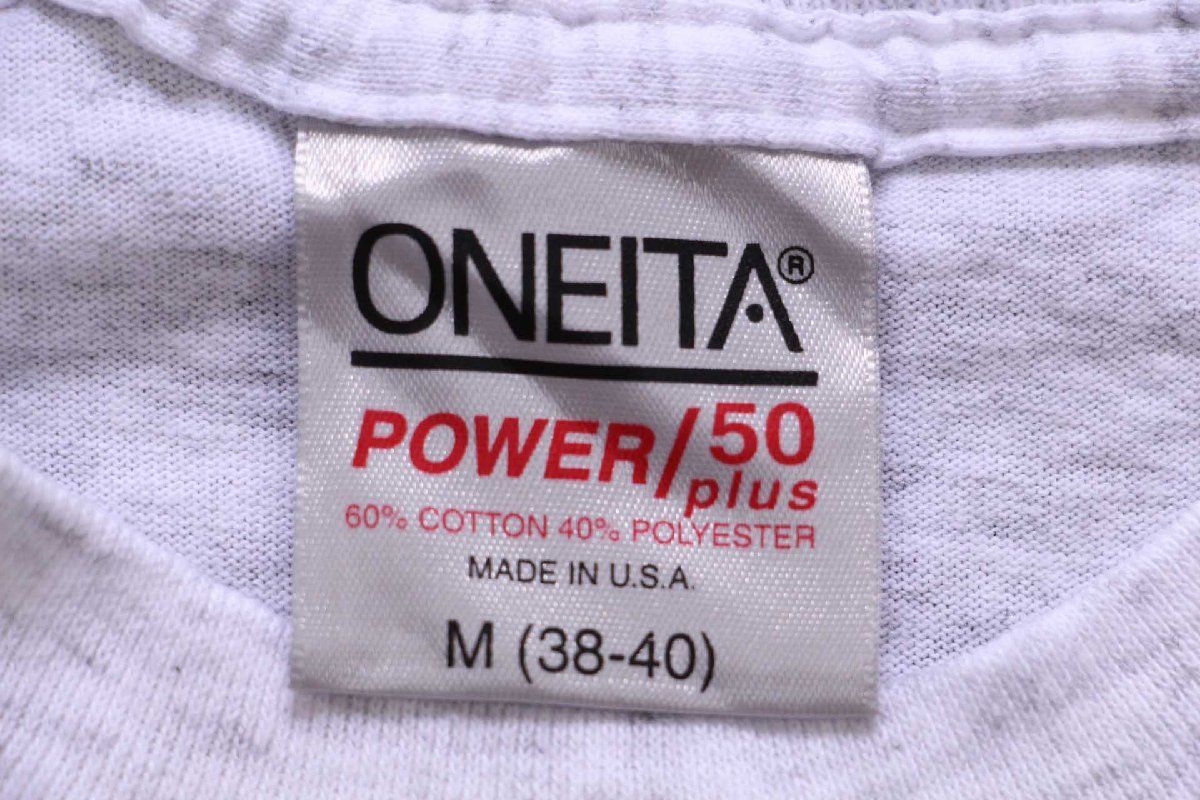 ONEITA®
POWER/50 plus
60% COTTON 40% POLYESTER
MADE IN U.S.A.
M (38-40)